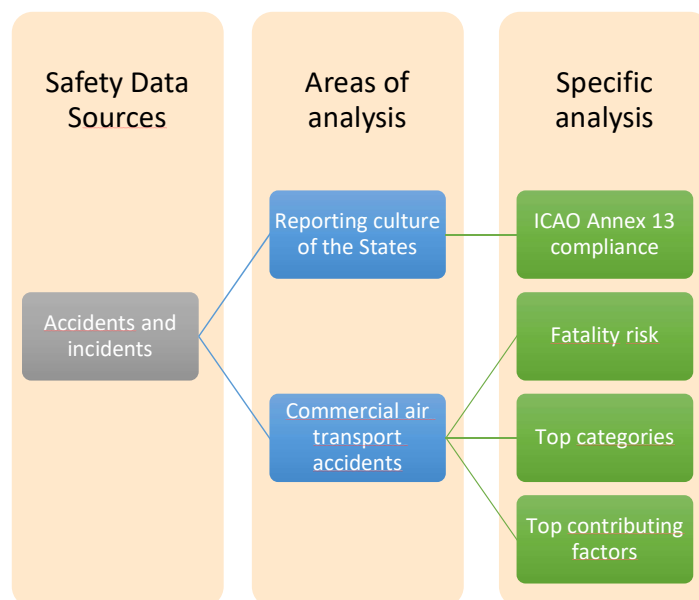 Safety Data
Sources
Areas of
analysis
Specific
analysis
Reporting culture
of the States
ICAO Annex 13
compliance
Accidents and
incidents
Fatality risk
Commercial air
transport
accidents
Top categories
Top contributing
factors